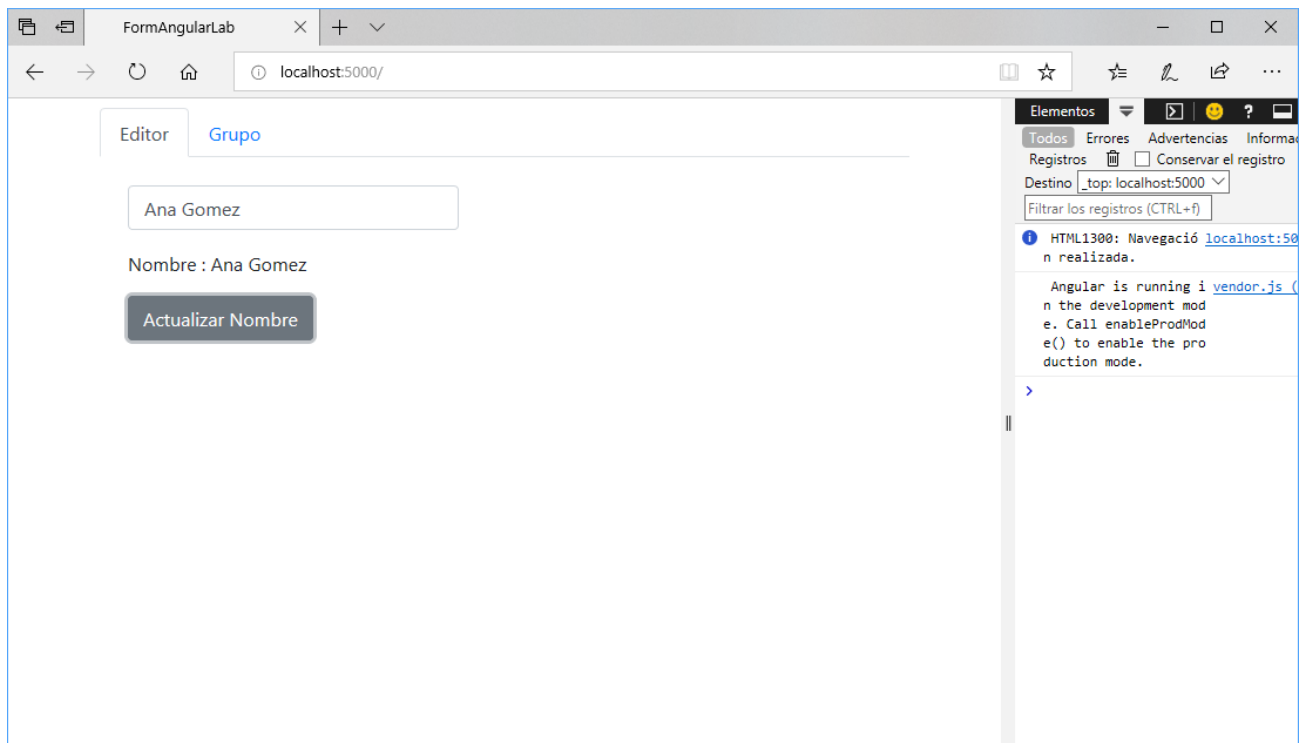 FormAngularLab
localhost:5000/
Editor
Grupo
Ana Gomez
Nombre : Ana Gomez
Actualizar Nombre
Elementos
?
Todos Errores Advertencias Informac
Registros Conservar el registro
Destino _top: localhost:5000
Filtrar los registros (CTRL+f)
HTML1300: Navegació localhost:50
n realizada.
Angular is running i vendor.js (
n the development mod
e. Call enableProdMod
e() to enable the pro
duction mode.